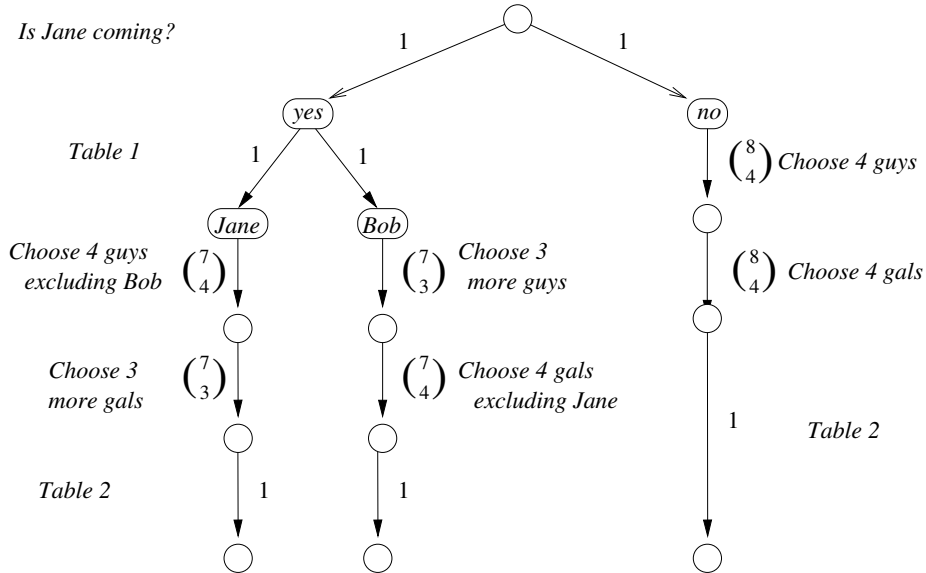 Is Jane coming?
1 1
yes no
Table 1
1 1
(8 4) Choose 4 guys
Jane Bob
Choose 4 guys
excluding Bob
(7 4)
(7 3)
Choose 3
more guys
(8 4) Choose 4 gals
Choose 3
more gals
(7 3)
(7 4)
Choose 4 gals
excluding Jane
1 Table 2
Table 2 1 1